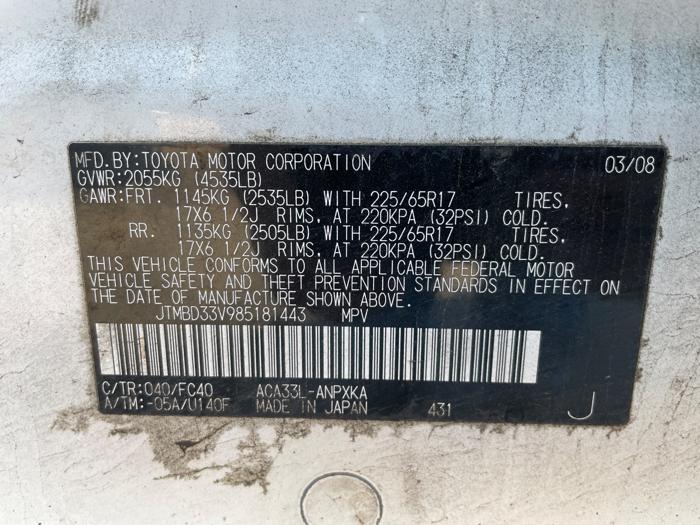 MFD.BY:TOYOTA MOTOR CORPORATION 03/08
GVWR:2055KG (4535LB)
GAWR:FRT. 1145KG (2535LB) WITH 225/65R17 TIRES,
17X6 1/2J RIMS, AT 220KPA (32PSI) COLD.
RR. 1135KG (2505LB) WITH 225/65R17 TIRES,
17X6 1/2J RIMS, AT 220KPA (32PSI) COLD.
THIS VEHICLE CONFORMS TO ALL APPLICABLE FEDERAL MOTOR
VEHICLE SAFETY AND THEFT PREVENTION STANDARDS IN EFFECT ON
THE DATE OF MANUFACTURE SHOWN ABOVE.
JTMBD33V985181443 MPV
C/TR:040/FC40 ACA33L-ANPXKA
A/TM:-05A/U140F MADE IN JAPAN 431 J